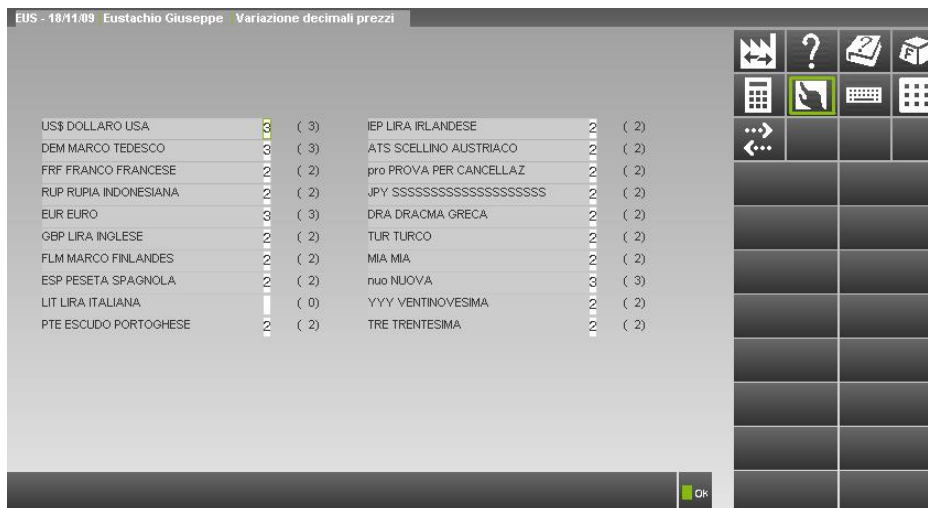 EUS - 18/11/09 Eustachio Giuseppe Variazione decimali prezzi
US$ DOLLARO USA 3 ( 3) IEP LIRA IRLANDESE 2 ( 2)
DEM MARCO TEDESCO 3 ( 3) ATS SCELLINO AUSTRIACO 2 ( 2)
FRF FRANCO FRANCESE 2 ( 2) pro PROVA PER CANCELLAZ 2 ( 2)
RUP RUPIA INDONESIANA 2 ( 2) JPY SSSSSSSSSSSSSSSSSSSS 2 ( 2)
EUR EURO 3 ( 3) DRA DRACMA GRECA 2 ( 2)
GBP LIRA INGLESE 2 ( 2) TUR TURCO 2 ( 2)
FLM MARCO FINLANDES 2 ( 2) MIA MIA 2 ( 2)
ESP PESETA SPAGNOLA 2 ( 2) nuo NUOVA 3 ( 3)
LIT LIRA ITALIANA ( 0) YYY VENTINOVESIMA 2 ( 2)
PTE ESCUDO PORTOGHESE 2 ( 2) TRE TRENTESIMA 2 ( 2)
OK